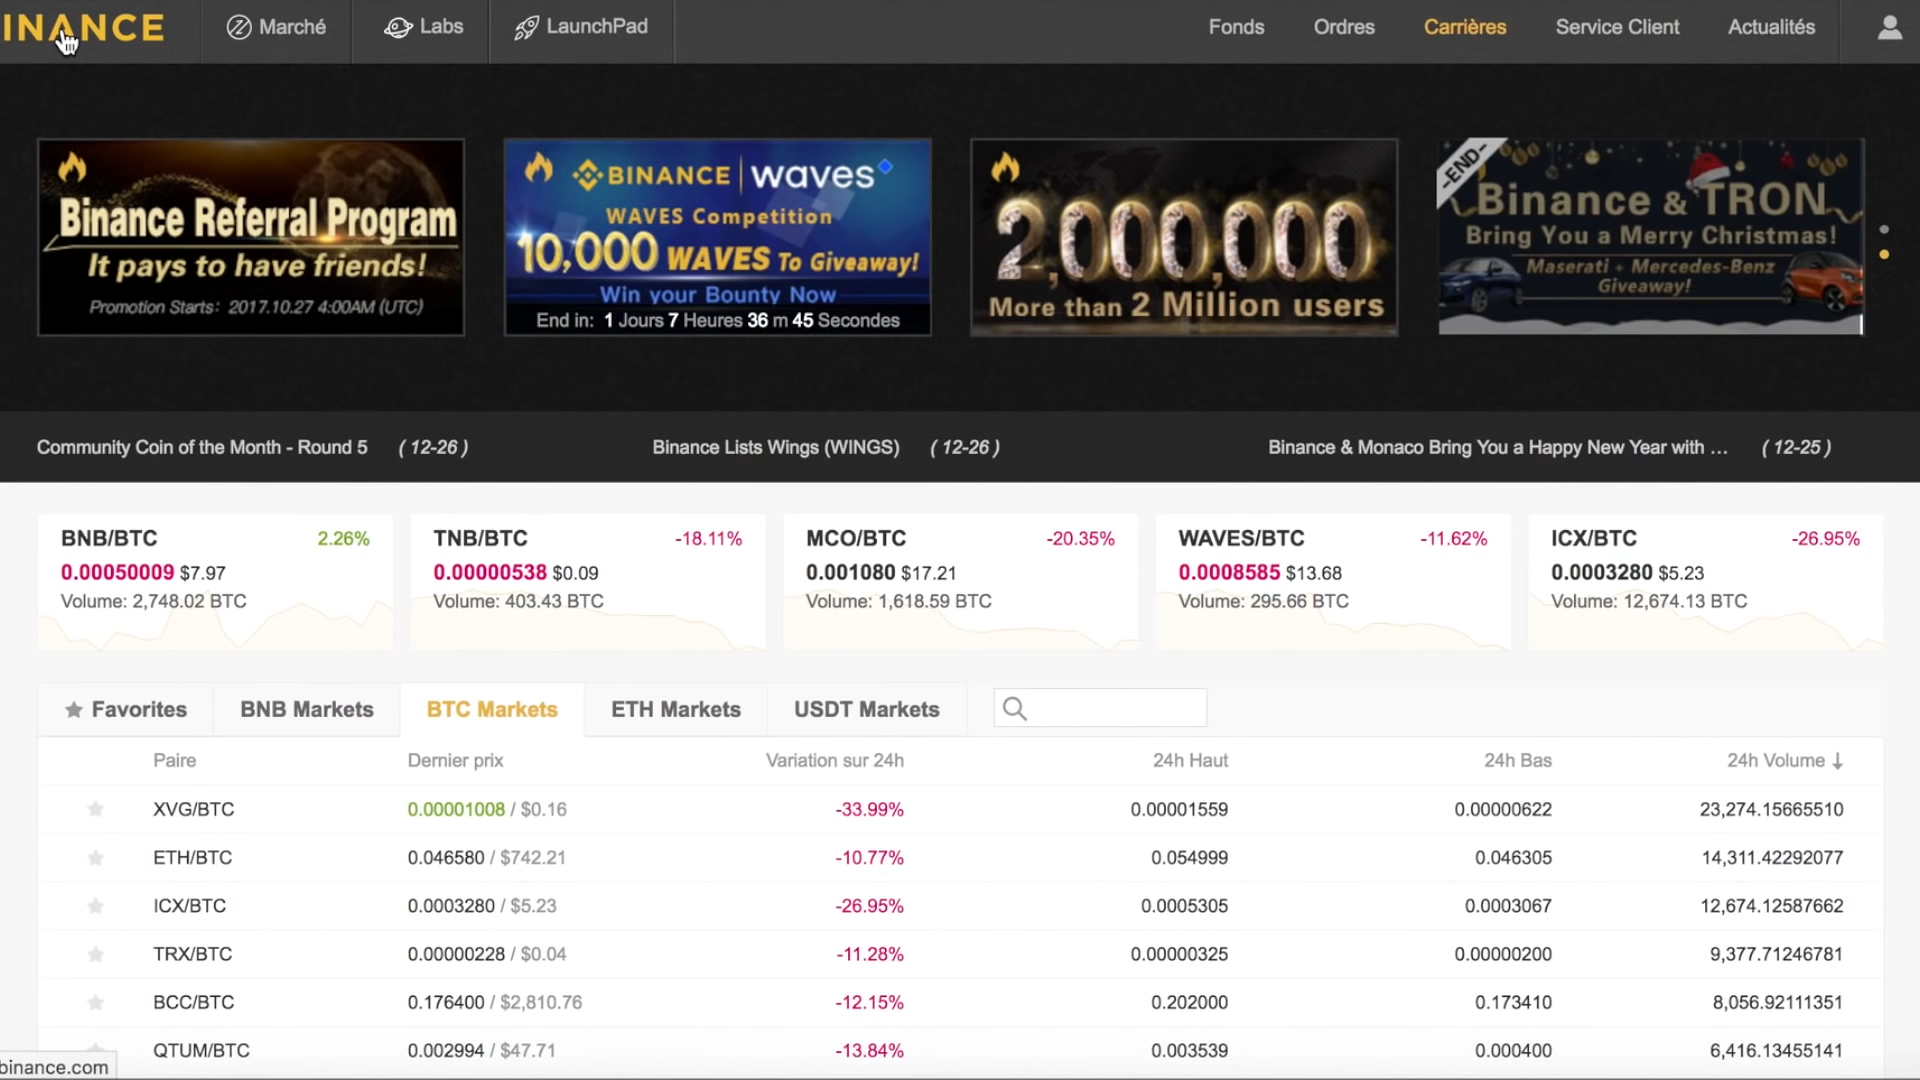 INANCE
Marché
Labs
LaunchPad
Fonds
Ordres
Carrières
Service Client
Actualités
Binance Referral Program
It pays to have friends!
Promotion Starts: 2017.10.27 4:00AM (UTC)
BINANCE | waves
WAVES Competition
10,000 WAVES To Giveaway!
Win your Bounty Now
End in: 1 Jours 7 Heures 36 m 45 Secondes
2,000,000
More than 2 Million users
-END-
Binance & TRON
Bring You a Merry Christmas!
Maserati + Mercedes-Benz
Giveaway!
Community Coin of the Month - Round 5 ( 12-26 )
Binance Lists Wings (WINGS) ( 12-26 )
Binance & Monaco Bring You a Happy New Year with ... ( 12-25 )
BNB/BTC 2.26%
0.00050009 $7.97
Volume: 2,748.02 BTC
TNB/BTC -18.11%
0.00000538 $0.09
Volume: 403.43 BTC
MCO/BTC -20.35%
0.001080 $17.21
Volume: 1,618.59 BTC
WAVES/BTC -11.62%
0.0008585 $13.68
Volume: 295.66 BTC
ICX/BTC -26.95%
0.0003280 $5.23
Volume: 12,674.13 BTC
Favorites BNB Markets BTC Markets ETH Markets USDT Markets
Paire Dernier prix Variation sur 24h 24h Haut 24h Bas 24h Volume ↓
XVG/BTC 0.00001008 / $0.16 -33.99% 0.00001559 0.00000622 23,274.15665510
ETH/BTC 0.046580 / $742.21 -10.77% 0.054999 0.046305 14,311.42292077
ICX/BTC 0.0003280 / $5.23 -26.95% 0.0005305 0.0003067 12,674.12587662
TRX/BTC 0.00000228 / $0.04 -11.28% 0.00000325 0.00000200 9,377.71246781
BCC/BTC 0.176400 / $2,810.76 -12.15% 0.202000 0.173410 8,056.92111351
QTUM/BTC 0.002994 / $47.71 -13.84% 0.003539 0.000400 6,416.13455141
binance.com